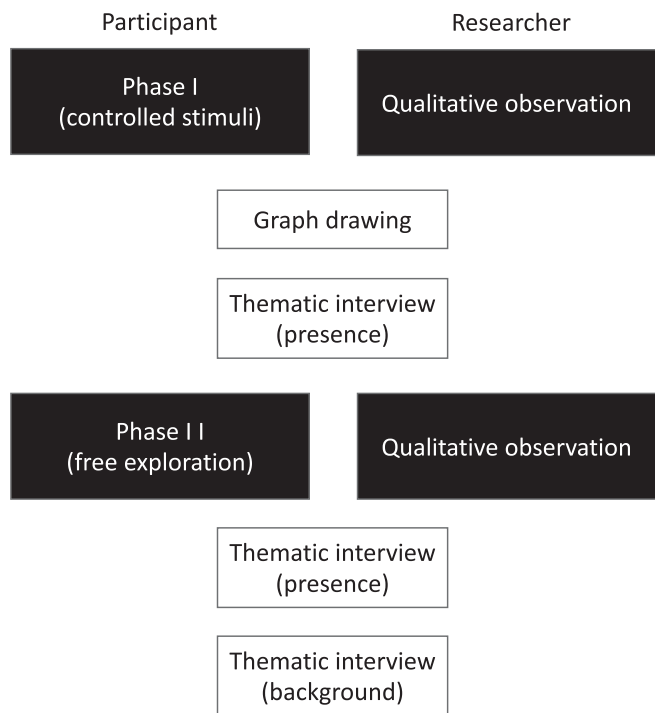 Participant
Researcher
Phase I
(controlled stimuli)
Qualitative observation
Graph drawing
Thematic interview
(presence)
Phase I I
(free exploration)
Qualitative observation
Thematic interview
(presence)
Thematic interview
(background)